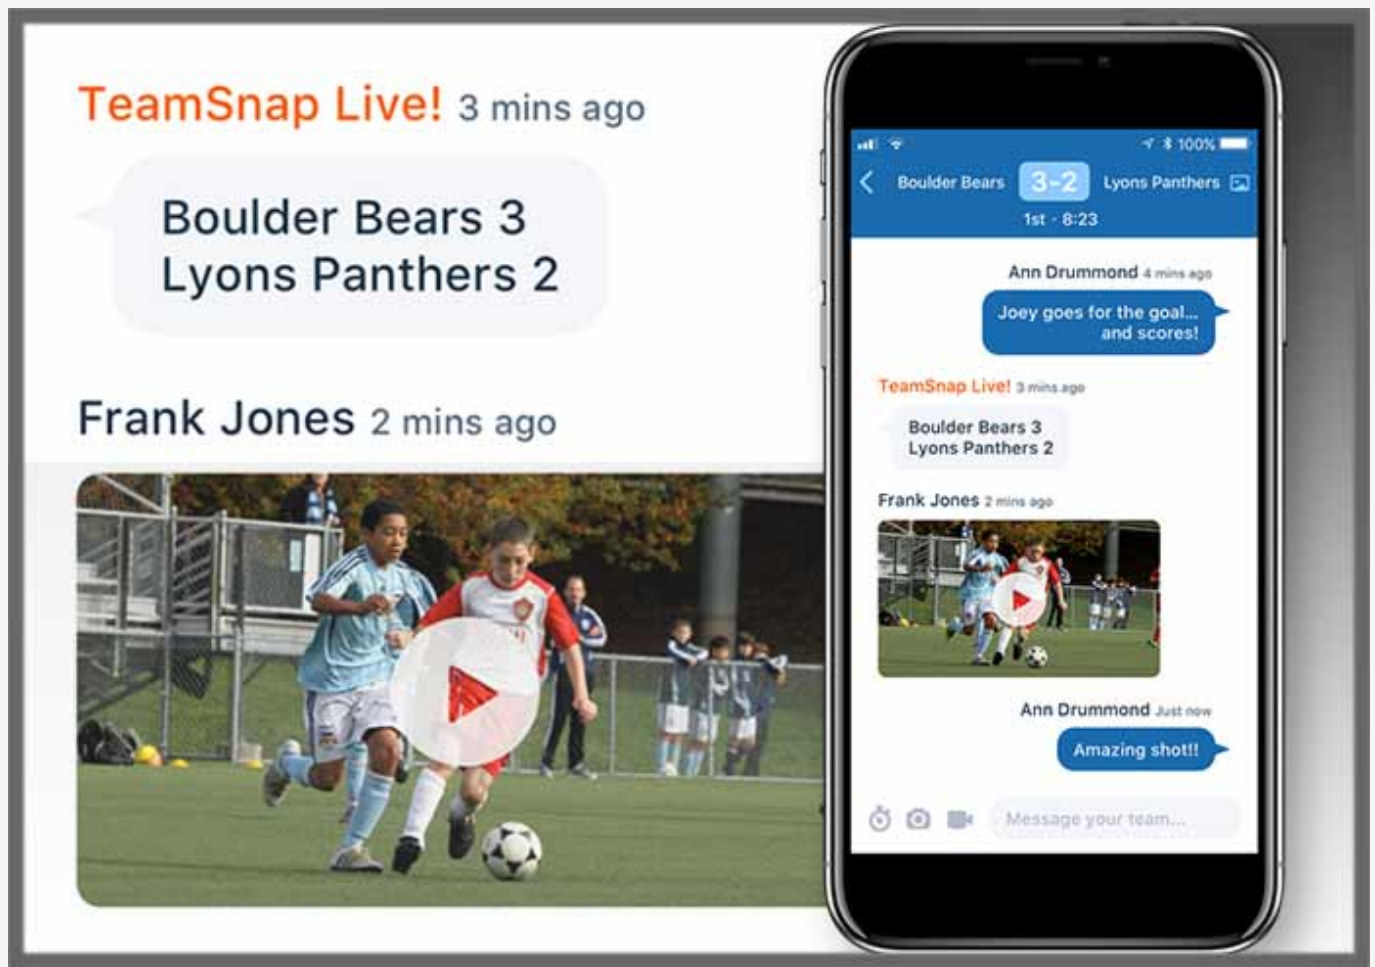 TeamSnap Live! 3 mins ago
Boulder Bears 3
Lyons Panthers 2
Frank Jones 2 mins ago
100%
Boulder Bears 3-2 Lyons Panthers
1st - 8:23
Ann Drummond 4 mins ago
Joey goes for the goal...
and scores!
TeamSnap Live! 3 mins ago
Boulder Bears 3
Lyons Panthers 2
Frank Jones 2 mins ago
Ann Drummond Just now
Amazing shot!!
Message your team...